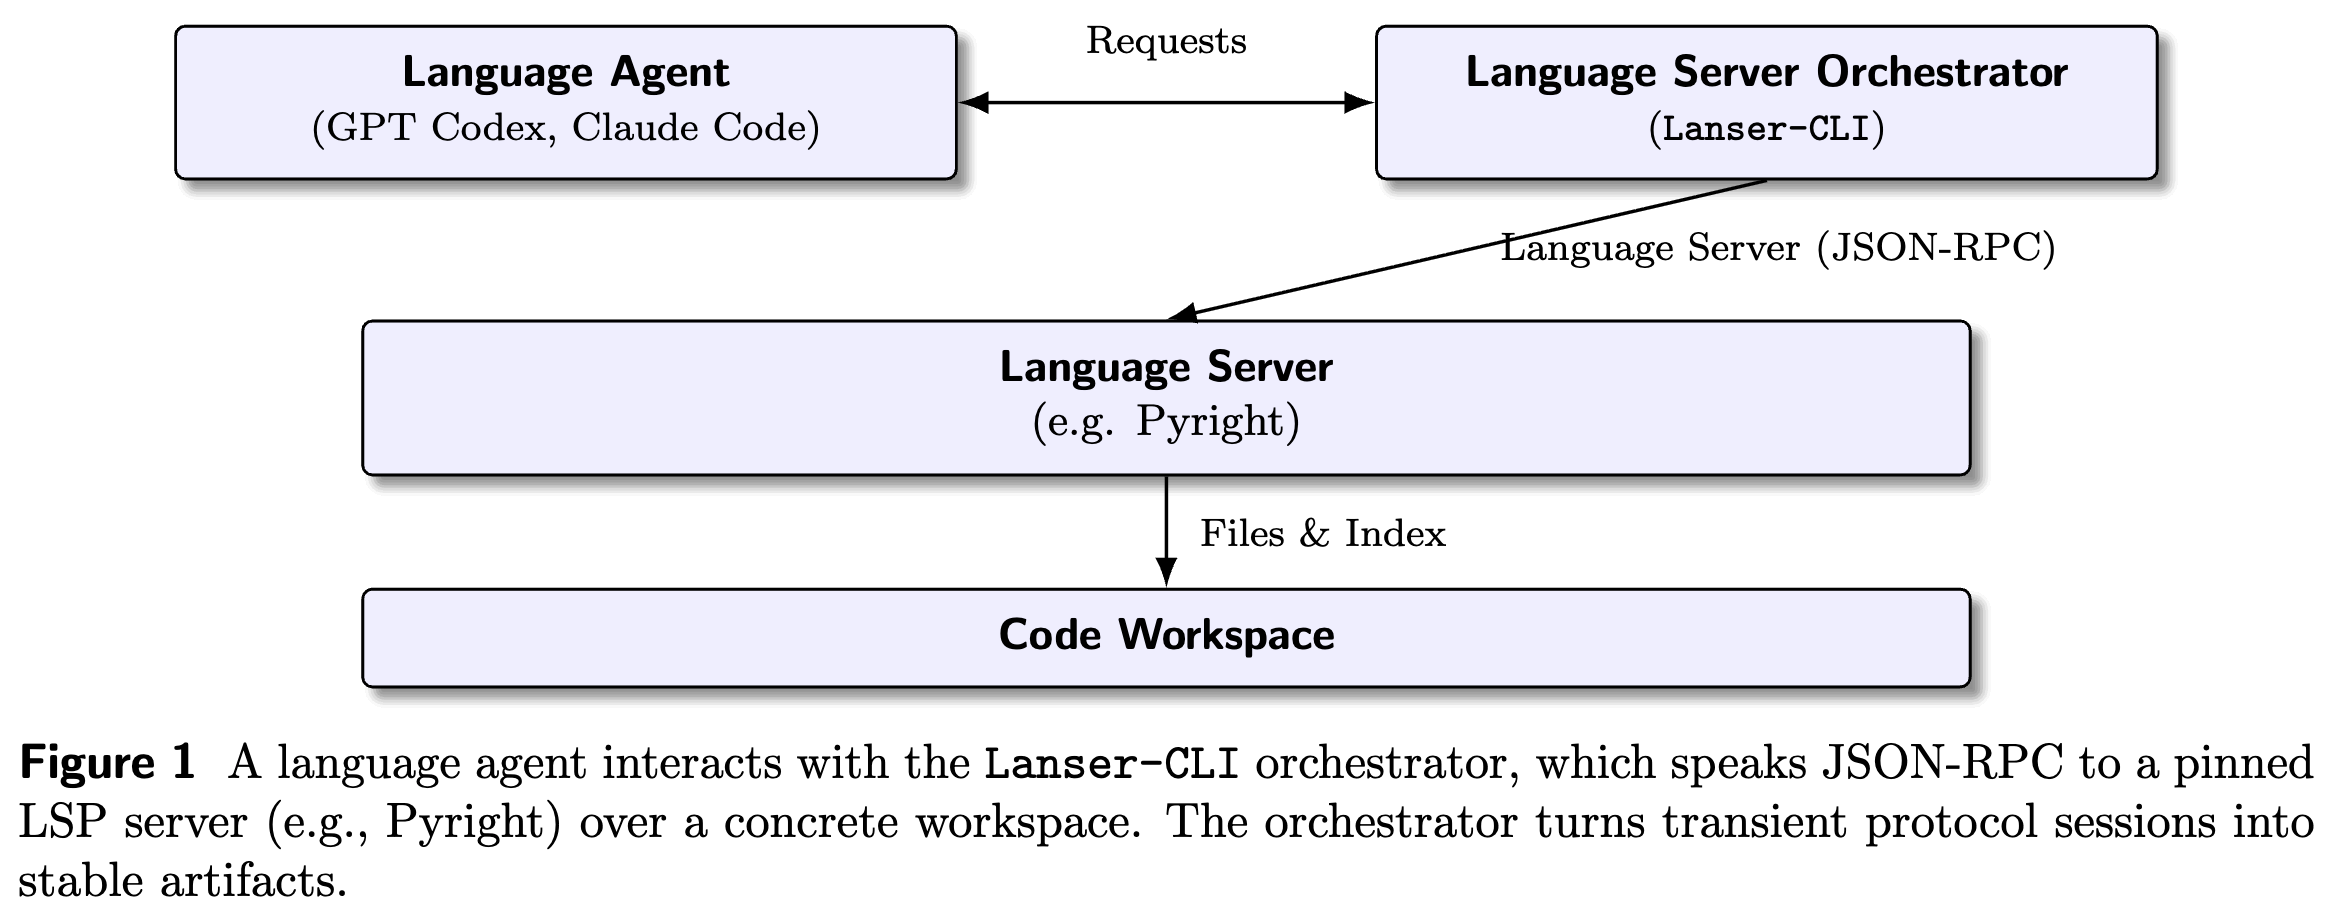 Language Agent
(GPT Codex, Claude Code)
Requests
Language Server Orchestrator
(Lanser-CLI)
Language Server (JSON-RPC)
Language Server
(e.g. Pyright)
Files & Index
Code Workspace
Figure 1 A language agent interacts with the Lanser-CLI orchestrator, which speaks JSON-RPC to a pinned
LSP server (e.g., Pyright) over a concrete workspace. The orchestrator turns transient protocol sessions into
stable artifacts.